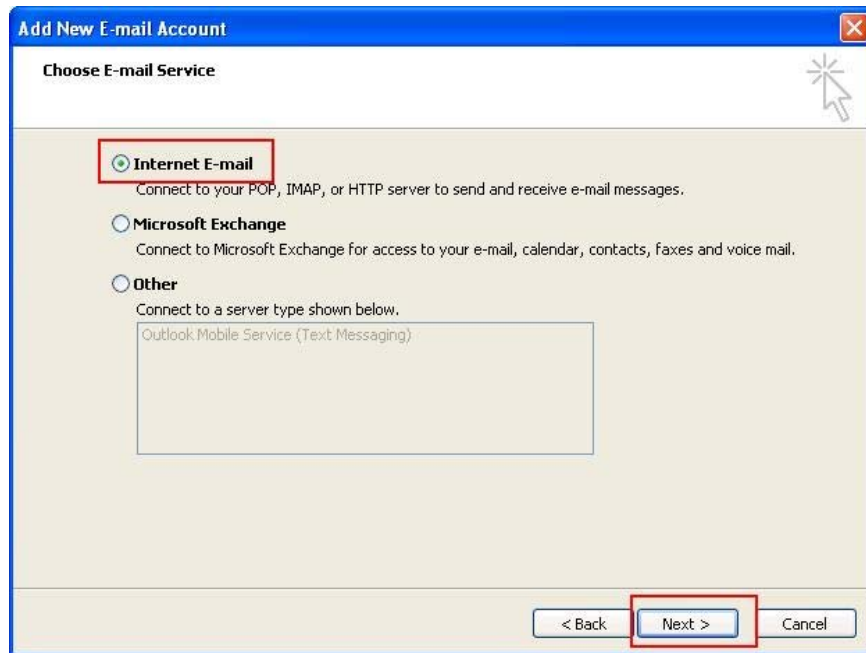 Add New E-mail Account
Choose E-mail Service
Internet E-mail
Connect to your POP, IMAP, or HTTP server to send and receive e-mail messages.
Microsoft Exchange
Connect to Microsoft Exchange for access to your e-mail, calendar, contacts, faxes and voice mail.
Other
Connect to a server type shown below.
Outlook Mobile Service (Text Messaging)
< Back Next > Cancel